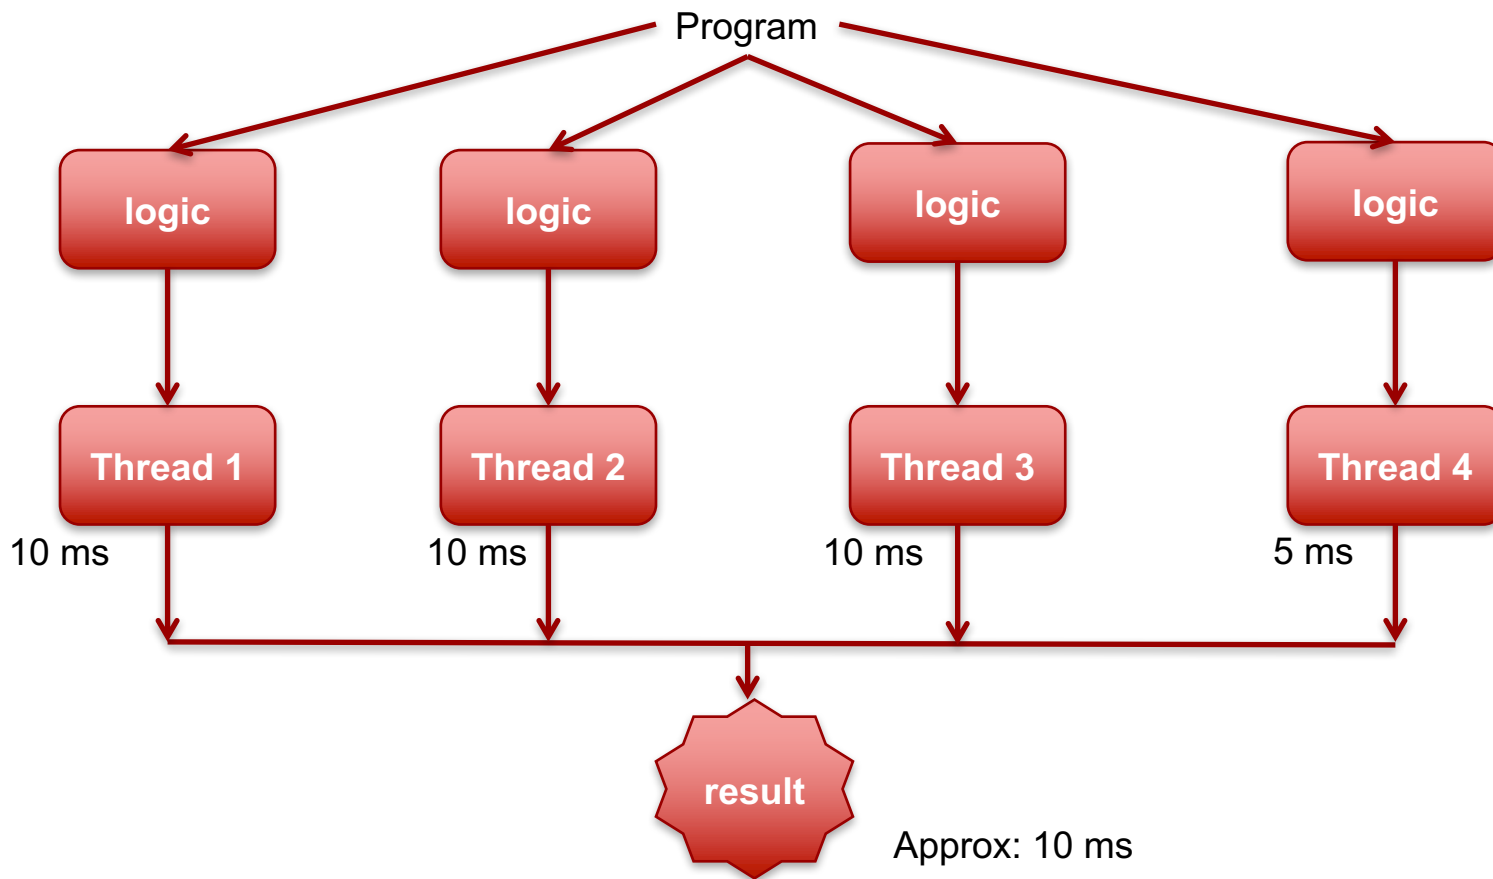 Program
logic
logic
logic
logic
Thread 1
Thread 2
Thread 3
Thread 4
10 ms
10 ms
10 ms
5 ms
result
Approx: 10 ms